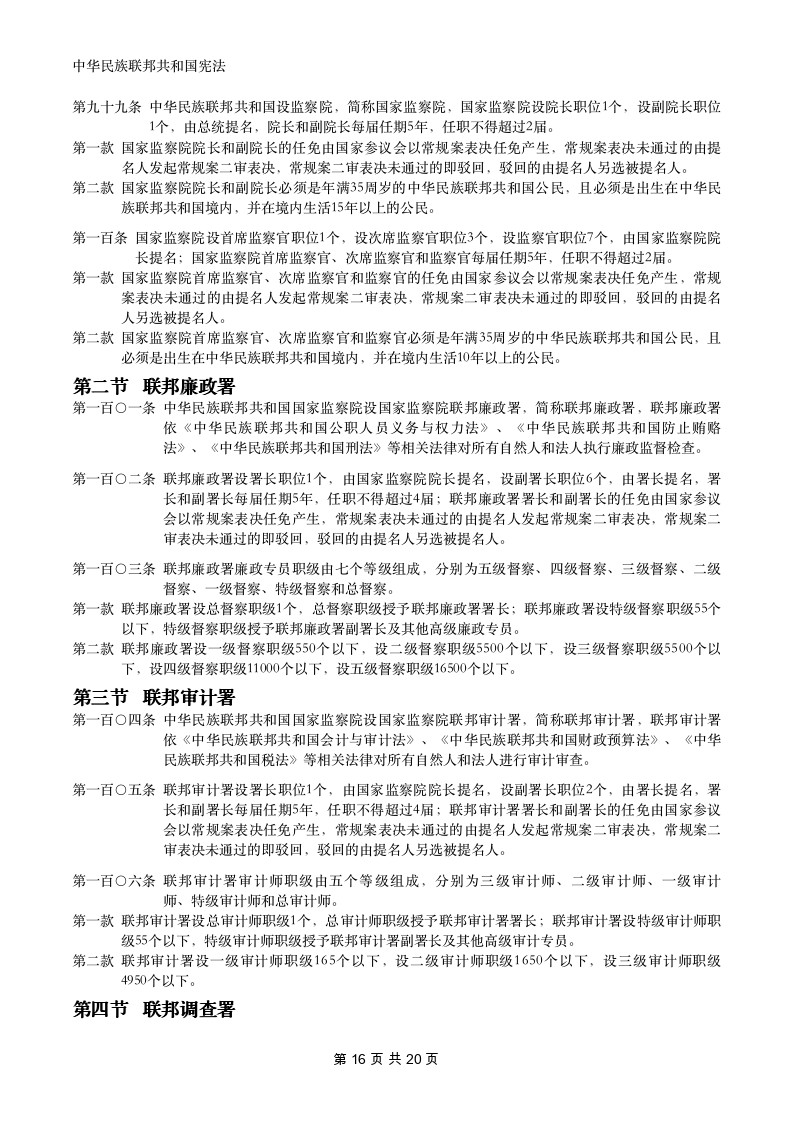 中华民族联邦共和国宪法
第九十九条 中华民族联邦共和国设监察院，简称国家监察院，国家监察院设院长职位1个，设副院长职位
1个，由总统提名，院长和副院长每届任期5年，任职不得超过2届。
第一款 国家监察院院长和副院长的任免由国家参议会以常规案表决任免产生，常规案表决未通过的由提
名人发起常规案二审表决，常规案二审表决未通过的即驳回，驳回的由提名人另选被提名人。
第二款 国家监察院院长和副院长必须是年满35周岁的中华民族联邦共和国公民，且必须是出生在中华民
族联邦共和国境内，并在境内生活15年以上的公民。
第一百条 国家监察院设首席监察官职位1个，设次席监察官职位3个，设监察官职位7个，由国家监察院院
长提名；国家监察院首席监察官、次席监察官和监察官每届任期5年，任职不得超过2届。
第一款 国家监察院首席监察官、次席监察官和监察官的任免由国家参议会以常规案表决任免产生，常规
案表决未通过的由提名人发起常规案二审表决，常规案二审表决未通过的即驳回，驳回的由提名
人另选被提名人。
第二款 国家监察院首席监察官、次席监察官和监察官必须是年满35周岁的中华民族联邦共和国公民，且
必须是出生在中华民族联邦共和国境内，并在境内生活10年以上的公民。
第二节 联邦廉政署
第一百〇一条 中华民族联邦共和国国家监察院设国家监察院联邦廉政署，简称联邦廉政署，联邦廉政署
依《中华民族联邦共和国公职人员义务与权力法》、《中华民族联邦共和国防止贿赂
法》、《中华民族联邦共和国刑法》等相关法律对所有自然人和法人执行廉政监督检查。
第一百〇二条 联邦廉政署设署长职位1个，由国家监察院院长提名，设副署长职位6个，由署长提名，署
长和副署长每届任期5年，任职不得超过4届；联邦廉政署署长和副署长的任免由国家参议
会以常规案表决任免产生，常规案表决未通过的由提名人发起常规案二审表决，常规案二
审表决未通过的即驳回，驳回的由提名人另选被提名人。
第一百〇三条 联邦廉政署廉政专员职级由七个等级组成，分别为五级督察、四级督察、三级督察、二级
督察、一级督察、特级督察和总督察。
第一款 联邦廉政署设总督察职级1个，总督察职级授予联邦廉政署署长；联邦廉政署设特级督察职级55个
以下，特级督察职级授予联邦廉政署副署长及其他高级廉政专员。
第二款 联邦廉政署设一级督察职级550个以下，设二级督察职级5500个以下，设三级督察职级5500个以
下，设四级督察职级11000个以下，设五级督察职级16500个以下。
第三节 联邦审计署
第一百〇四条 中华民族联邦共和国国家监察院设国家监察院联邦审计署，简称联邦审计署，联邦审计署
依《中华民族联邦共和国会计与审计法》、《中华民族联邦共和国财政预算法》、《中华
民族联邦共和国税法》等相关法律对所有自然人和法人进行审计审查。
第一百〇五条 联邦审计署设署长职位1个，由国家监察院院长提名，设副署长职位2个，由署长提名，署
长和副署长每届任期5年，任职不得超过4届；联邦审计署署长和副署长的任免由国家参议
会以常规案表决任免产生，常规案表决未通过的由提名人发起常规案二审表决，常规案二
审表决未通过的即驳回，驳回的由提名人另选被提名人。
第一百〇六条 联邦审计署审计师职级由五个等级组成，分别为三级审计师、二级审计师、一级审计
师、特级审计师和总审计师。
第一款 联邦审计署设总审计师职级1个，总审计师职级授予联邦审计署署长；联邦审计署设特级审计师职
级55个以下，特级审计师职级授予联邦审计署副署长及其他高级审计专员。
第二款 联邦审计署设一级审计师职级165个以下，设二级审计师职级1650个以下，设三级审计师职级
4950个以下。
第四节 联邦调查署
第 16 页 共 20 页